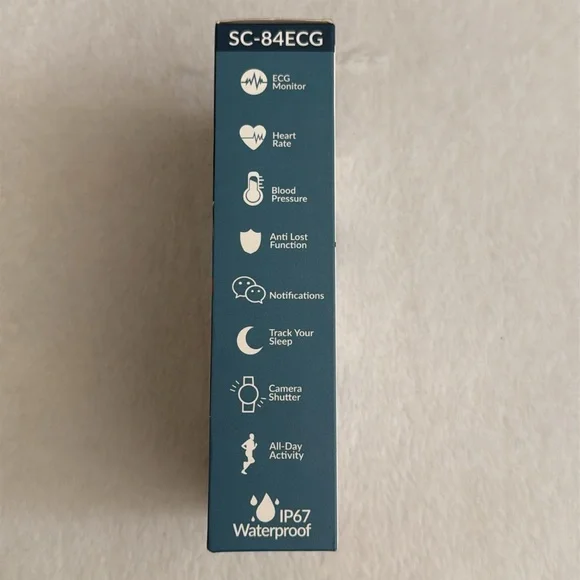 SC-84ECG
ECG
Monitor
Heart
Rate
Blood
Pressure
Anti Lost
Function
Notifications
Track Your
Sleep
Camera
Shutter
All-Day
Activity
IP67
Waterproof